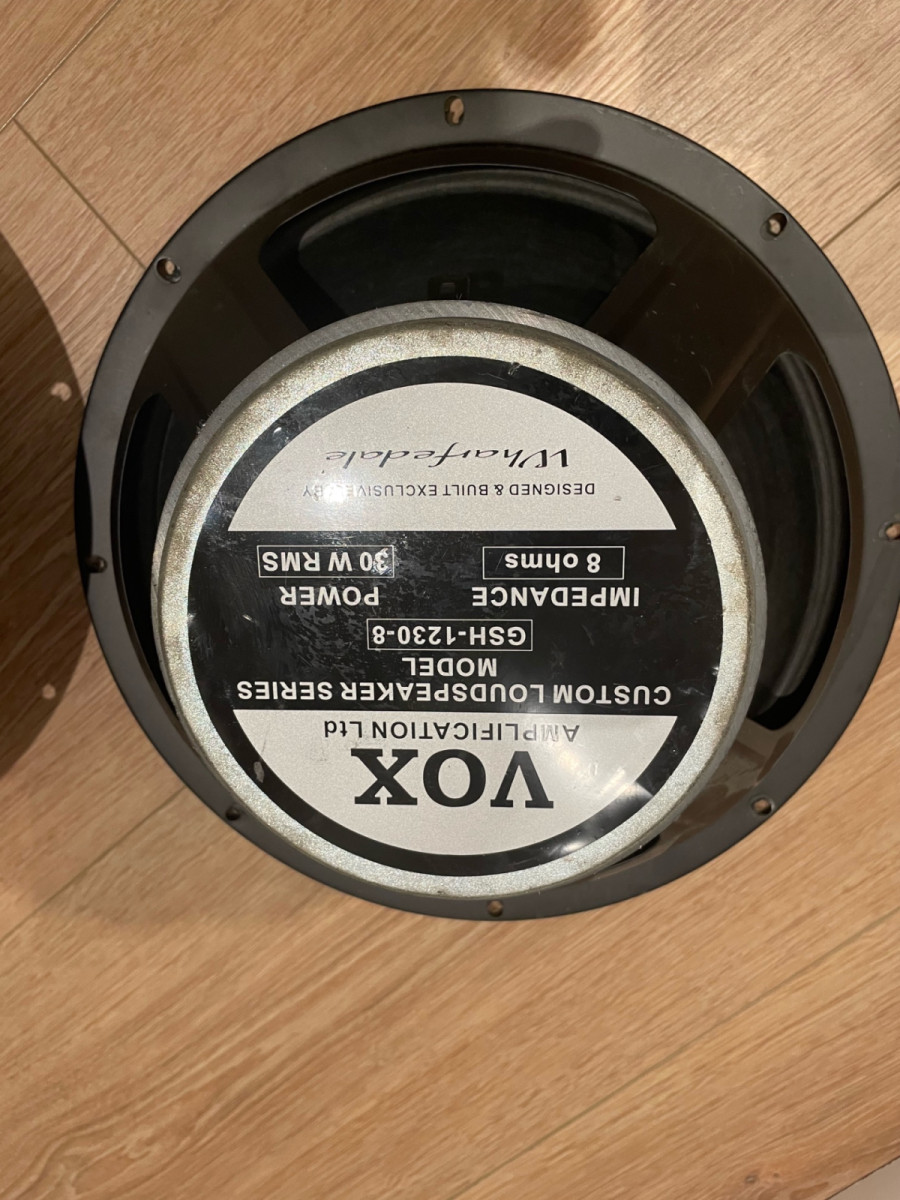 VOX
AMPLIFICATION Ltd
CUSTOM LOUDSPEAKER SERIES
MODEL
GSH-1230-8
IMPEDANCE POWER
8 ohms 30 W RMS
DESIGNED & BUILT EXCLUSIVELY BY
Wharfedale